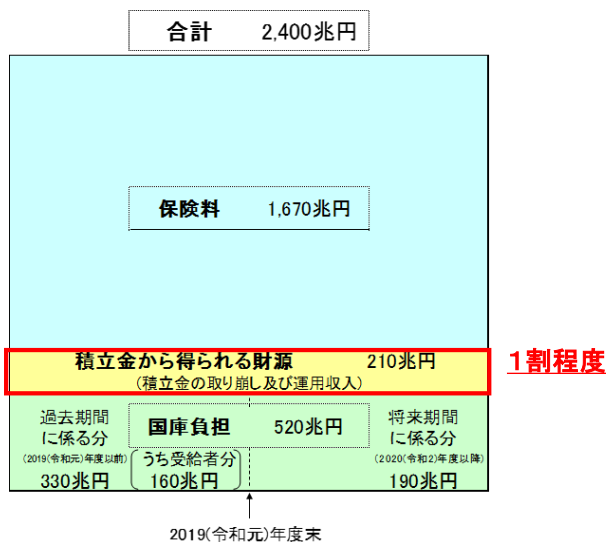 合計 2,400兆円
保険料 1,670兆円
積立金から得られる財源 210兆円
(積立金の取り崩し及び運用収入)
1割程度
過去期間
に係る分
(2019(令和元)年度以前)
330兆円
国庫負担 520兆円
うち受給者分
160兆円
将来期間
に係る分
(2020(令和2)年度以降)
190兆円
2019(令和元)年度末